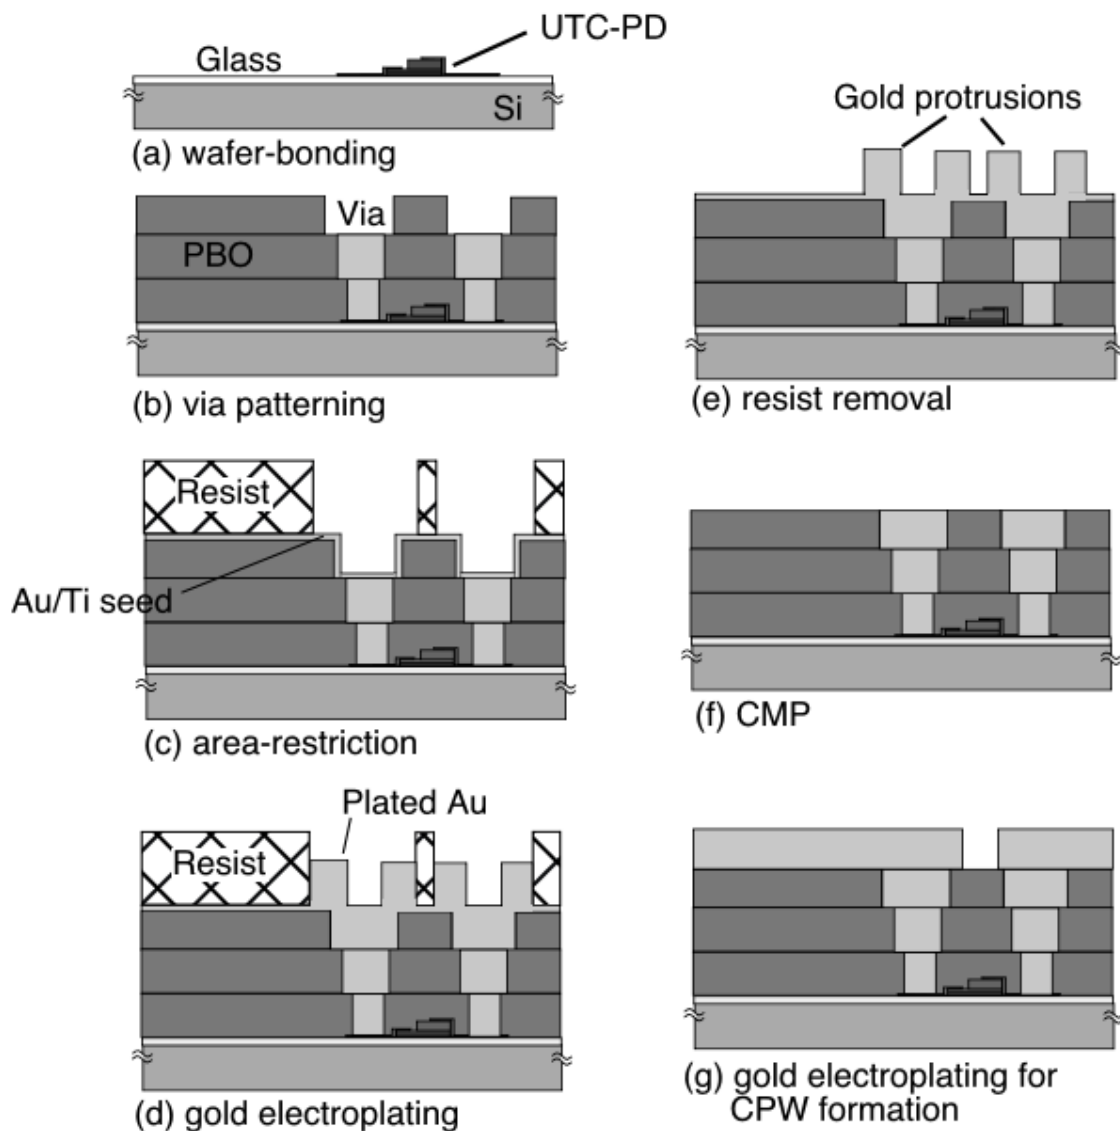 UTC-PD
Glass
Si
(a) wafer-bonding
Via
PBO
(b) via patterning
Resist
Au/Ti seed
(c) area-restriction
Plated Au
Resist
(d) gold electroplating
Gold protrusions
(e) resist removal
(f) CMP
(g) gold electroplating for
CPW formation